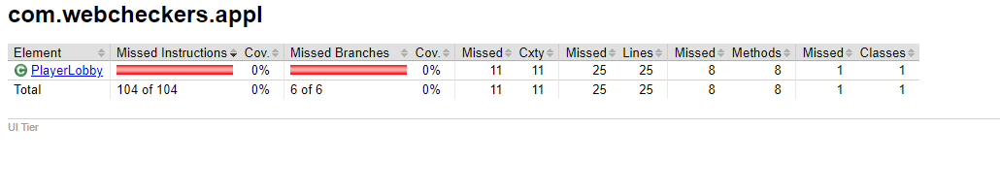 com.webcheckers.appl
Element Missed Instructions Cov. Missed Branches Cov. Missed Cxty Missed Lines Missed Methods Missed Classes
C PlayerLobby 0% 0% 11 11 25 25 8 8 1 1
Total 104 of 104 0% 6 of 6 0% 11 11 25 25 8 8 1 1
UI Tier